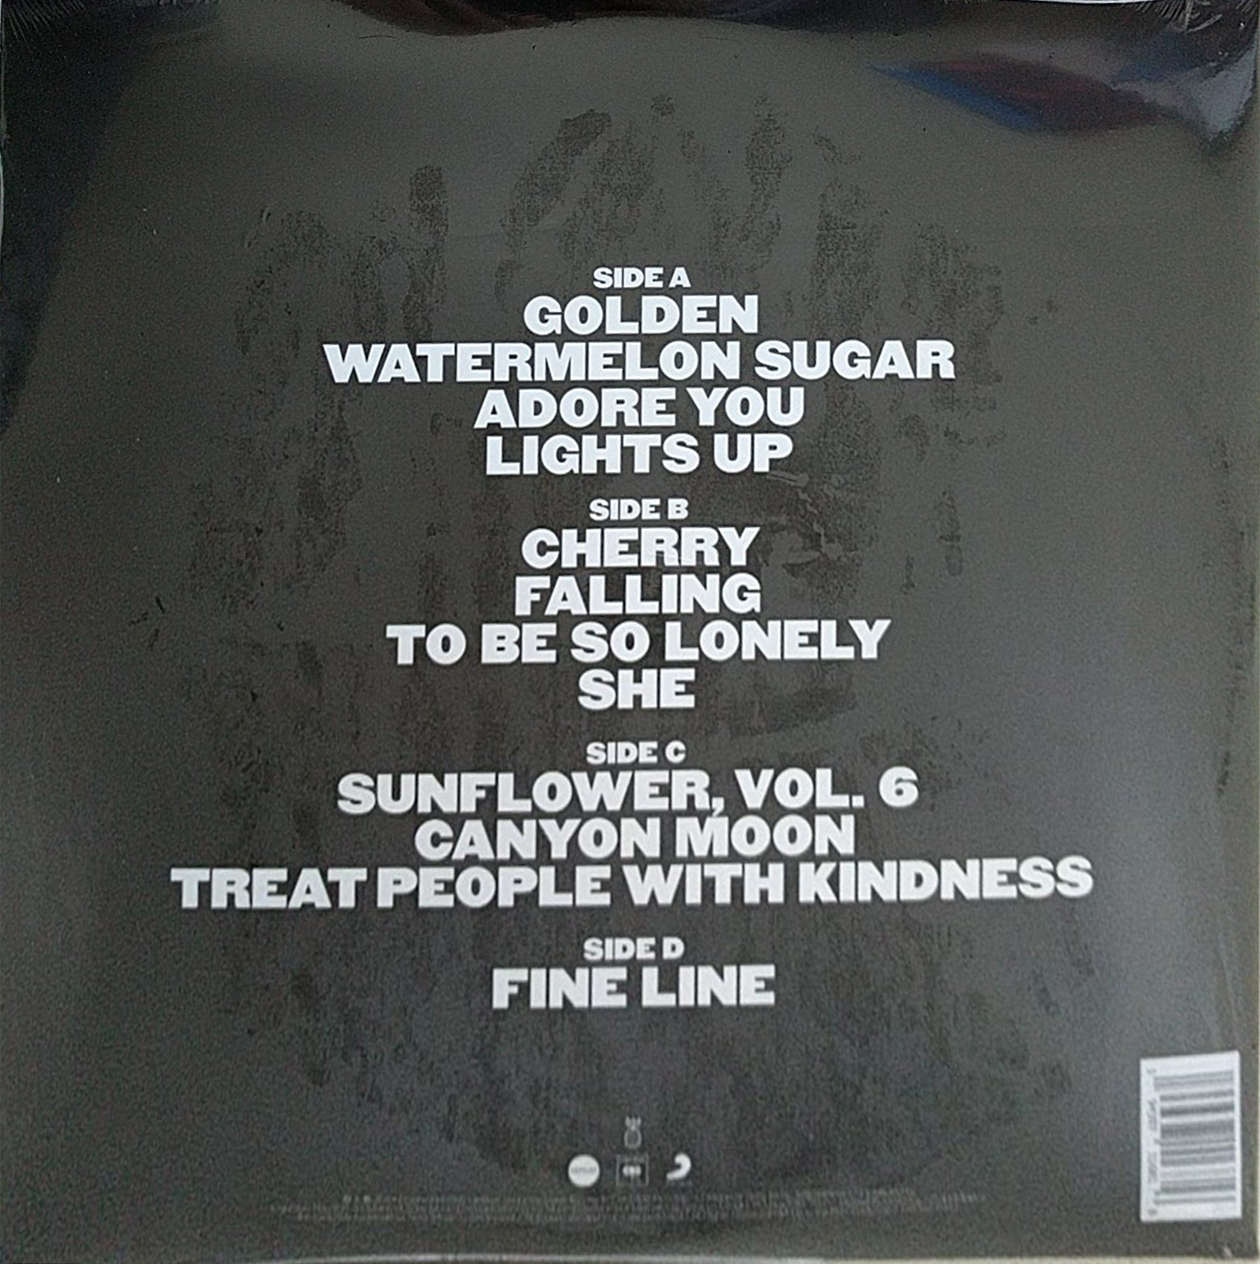 SIDE A
GOLDEN
WATERMELON SUGAR
ADORE YOU
LIGHTS UP
SIDE B
CHERRY
FALLING
TO BE SO LONELY
SHE
SIDE C
SUNFLOWER, VOL. 6
CANYON MOON
TREAT PEOPLE WITH KINDNESS
SIDE D
FINE LINE